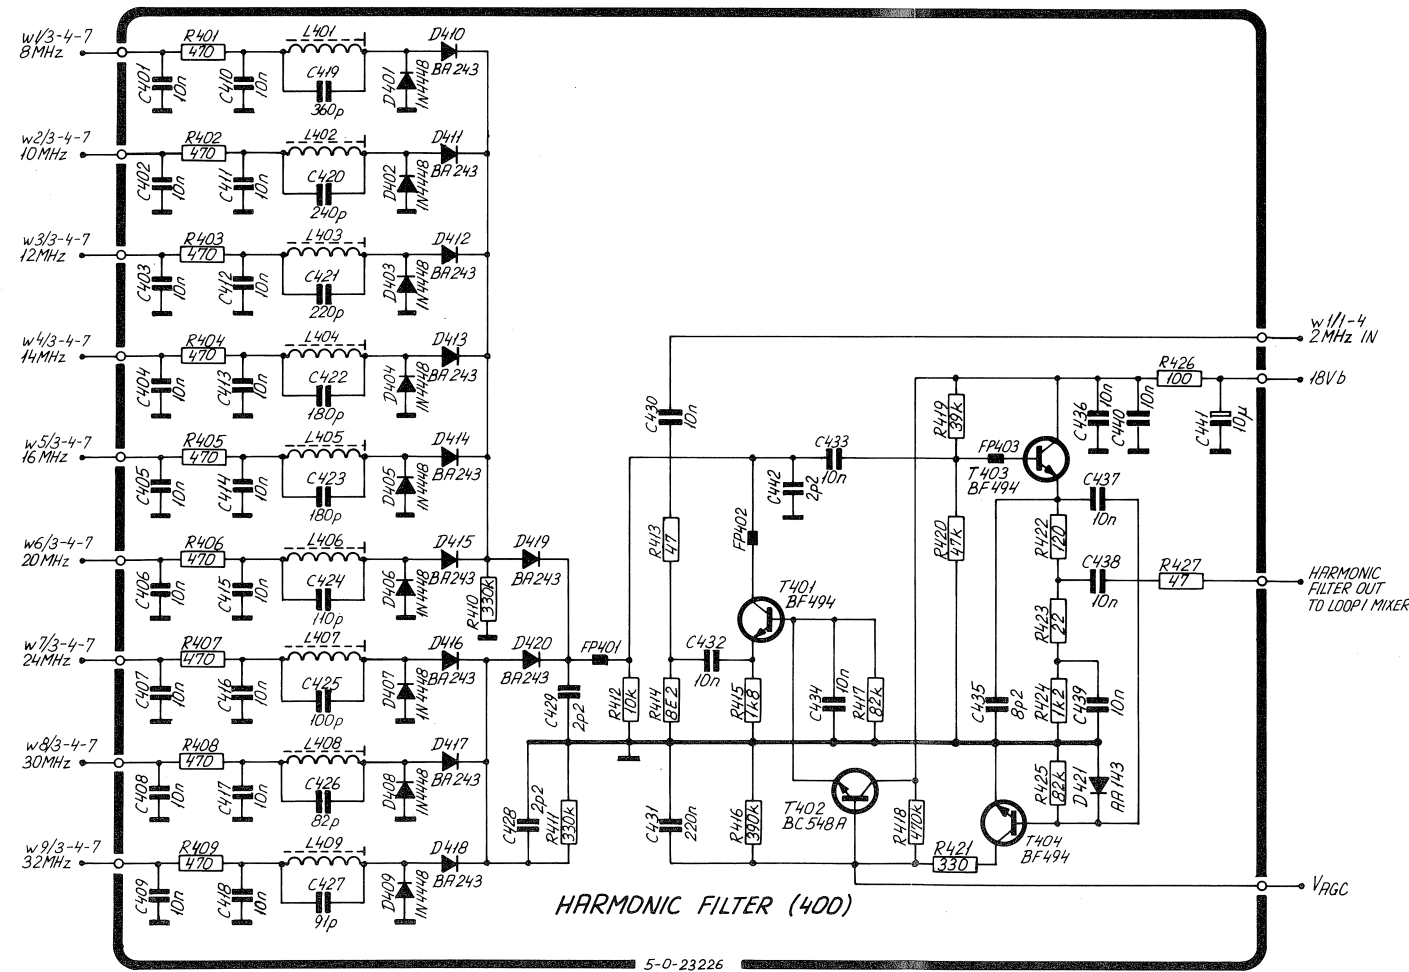 w1/3-4-7
8MHz
R401
470
C401
10n
C410
10n
L401
C419
360p
D401
1N4448
D410
BA243
w2/3-4-7
10MHz
R402
470
C402
10n
C411
10n
L402
C420
240p
D402
1N4448
D411
BA243
w3/3-4-7
12MHz
R403
470
C403
10n
C412
10n
L403
C421
220p
D403
1N4448
D412
BA243
w4/3-4-7
14MHz
R404
470
C404
10n
C413
10n
L404
C422
180p
D404
1N4448
D413
BA243
w5/3-4-7
16MHz
R405
470
C405
10n
C414
10n
L405
C423
180p
D405
1N4448
D414
BA243
w6/3-4-7
20MHz
R406
470
C406
10n
C415
10n
L406
C424
110p
D406
1N4448
D415
BA243
R410
330K
D419
BA243
w7/3-4-7
24MHz
R407
470
C407
10n
C416
10n
L407
C425
100p
D407
1N4448
D416
BA243
D420
BA243
w8/3-4-7
30MHz
R408
470
C408
10n
C417
10n
L408
C426
82p
D408
1N4448
D417
BA243
w9/3-4-7
32MHz
R409
470
C409
10n
C418
10n
L409
C427
91p
D409
1N4448
D418
BA243
FP401
C429
2p2
C428
2p2
R411
330k
R412
10k
C430
10n
R413
47
R414
8E2
C431
220n
C432
10n
FP402
T401
BF494
R415
1k8
R416
390k
C442
2p2
C433
10n
C434
10n
R417
82k
T402
BC548A
R418
470k
R419
39k
R420
47k
FP403
T403
BF494
R421
330
C435
8p2
R422
120
R423
22
R424
1k2
R425
82k
C437
10n
C438
10n
C439
10n
D421
AA143
T404
BF494
C436
10n
C440
10n
R426
100
C441
10µ
R427
47
w1/1-4
2MHz IN
18Vb
HARMONIC
FILTER OUT
TO LOOP1 MIXER
VAGC
HARMONIC FILTER (400)
5-0-23226